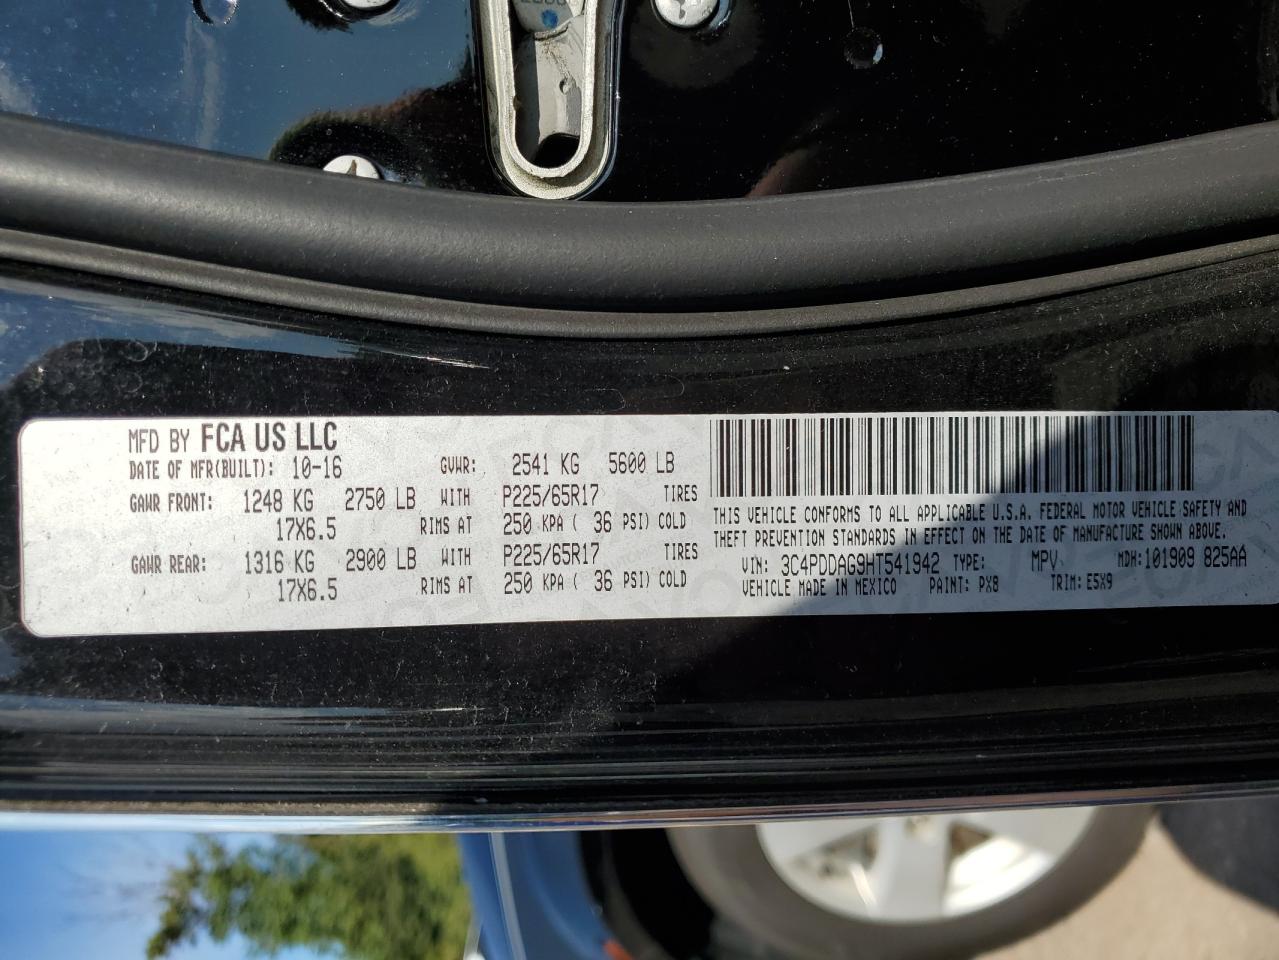 MFD BY FCA US LLC
DATE OF MFR(BUILT): 10-16 GVWR: 2541 KG 5600 LB
GAWR FRONT: 1248 KG 2750 LB WITH P225/65R17 TIRES
17X6.5 RIMS AT 250 KPA ( 36 PSI) COLD
GAWR REAR: 1316 KG 2900 LB WITH P225/65R17 TIRES
17X6.5 RIMS AT 250 KPA ( 36 PSI) COLD
THIS VEHICLE CONFORMS TO ALL APPLICABLE U.S.A. FEDERAL MOTOR VEHICLE SAFETY AND
THEFT PREVENTION STANDARDS IN EFFECT ON THE DATE OF MANUFACTURE SHOWN ABOVE.
VIN: 3C4PDDAG9HT541942 TYPE: MPV MDH:101909 825AA
VEHICLE MADE IN MEXICO PAINT: PX8 TRIM: E5X9